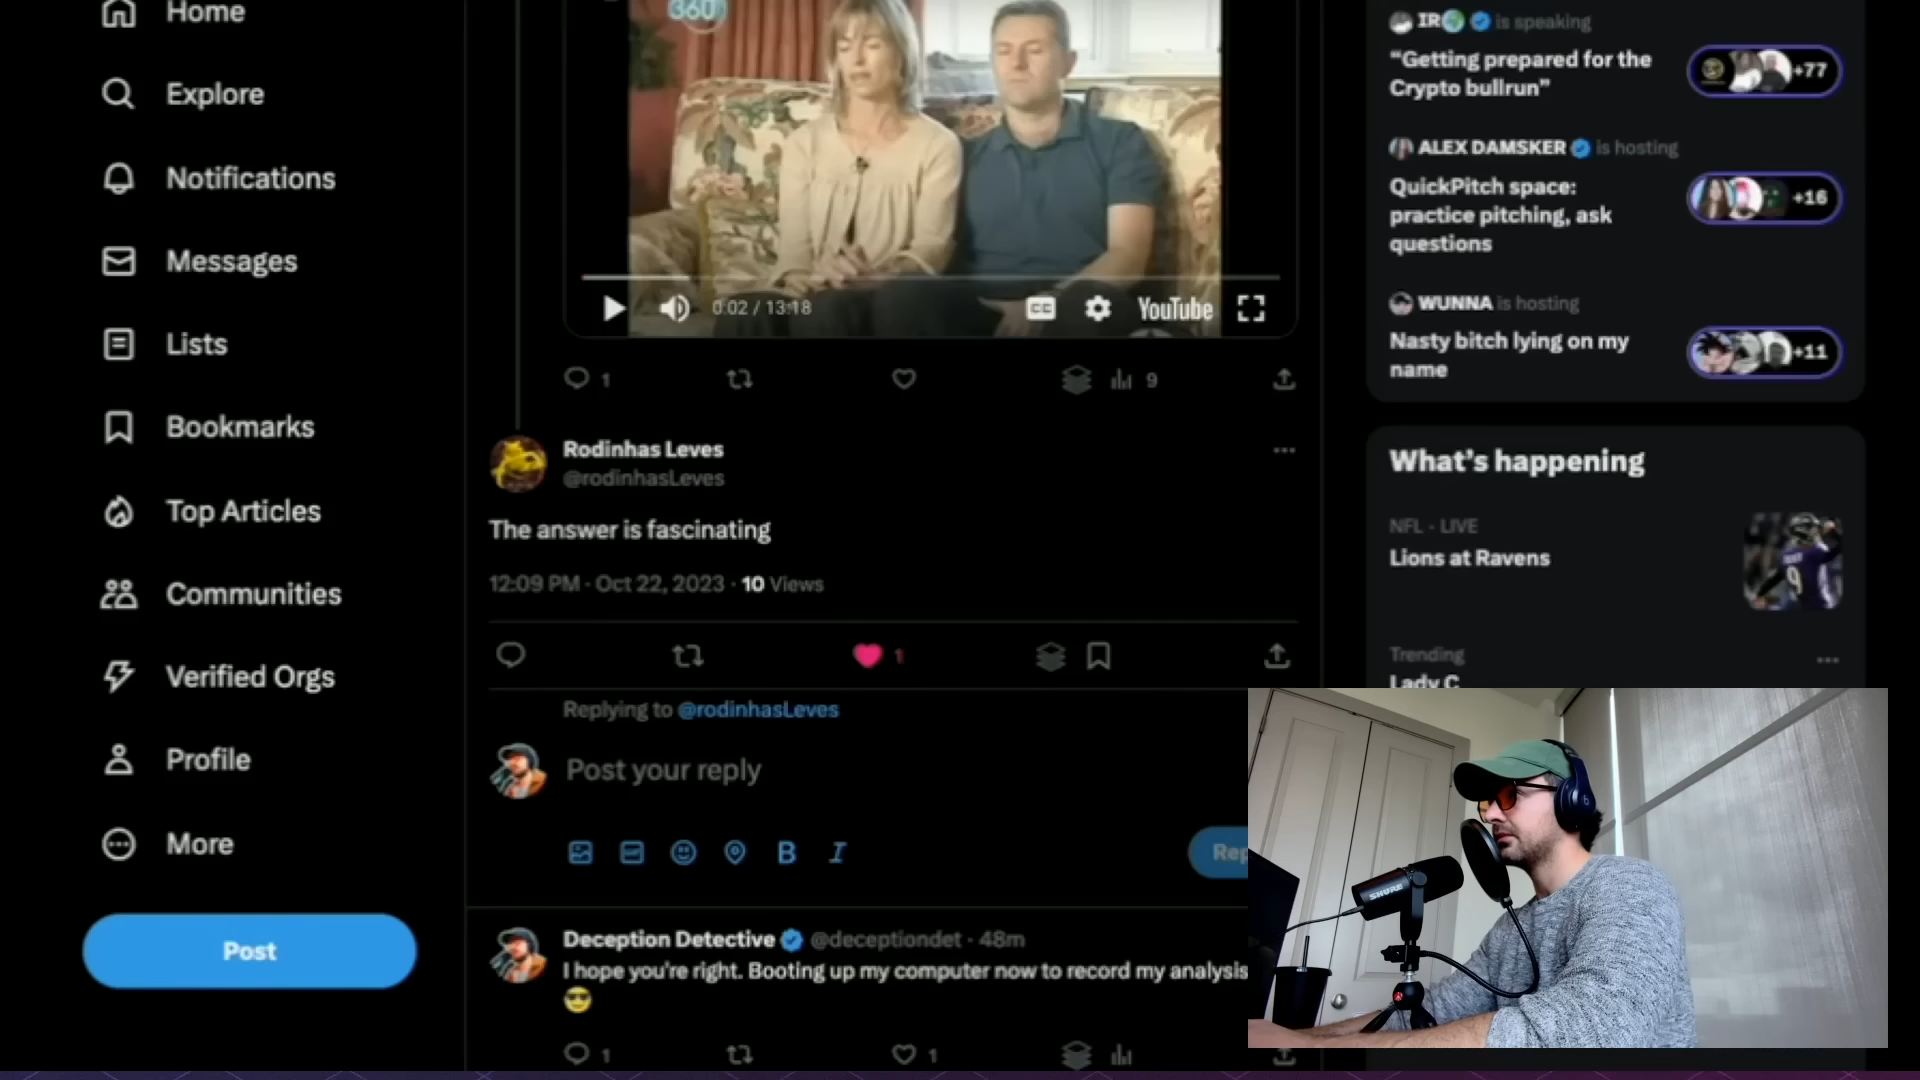 Home
Explore
Notifications
Messages
Lists
Bookmarks
Top Articles
Communities
Verified Orgs
Profile
More
Post
360
0:02 / 13:18
CC
YouTube
1
9
Rodinhas Leves
@rodinhasLeves
The answer is fascinating
12:09 PM · Oct 22, 2023 · 10 Views
1
Replying to @rodinhasLeves
Post your reply
B I
Rep
Deception Detective @deceptiondet · 48m
I hope you're right. Booting up my computer now to record my analysis
1
1
IR is speaking
"Getting prepared for the
Crypto bullrun"
+77
ALEX DAMSKER is hosting
QuickPitch space:
practice pitching, ask
questions
+16
WUNNA is hosting
Nasty bitch lying on my
name
+11
What's happening
NFL · LIVE
Lions at Ravens
9
Trending
Lady C
SHURE